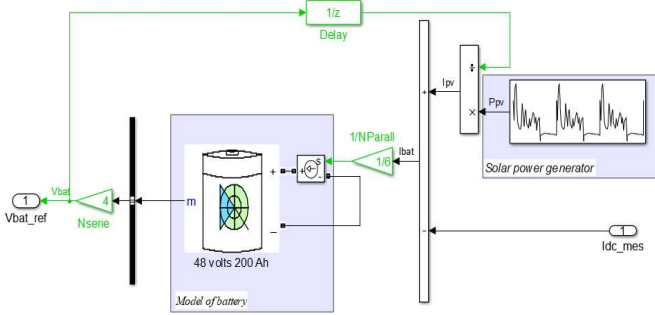 1/z
Delay
Ipv
÷
×
Ppv
Solar power generator
+
1/NParall
1/6
Ibat
S
+
-
+
m
_
48 volts 200 Ah
Model of battery
Vbat
4
Nserie
1
Vbat_ref
-
1
Idc_mes